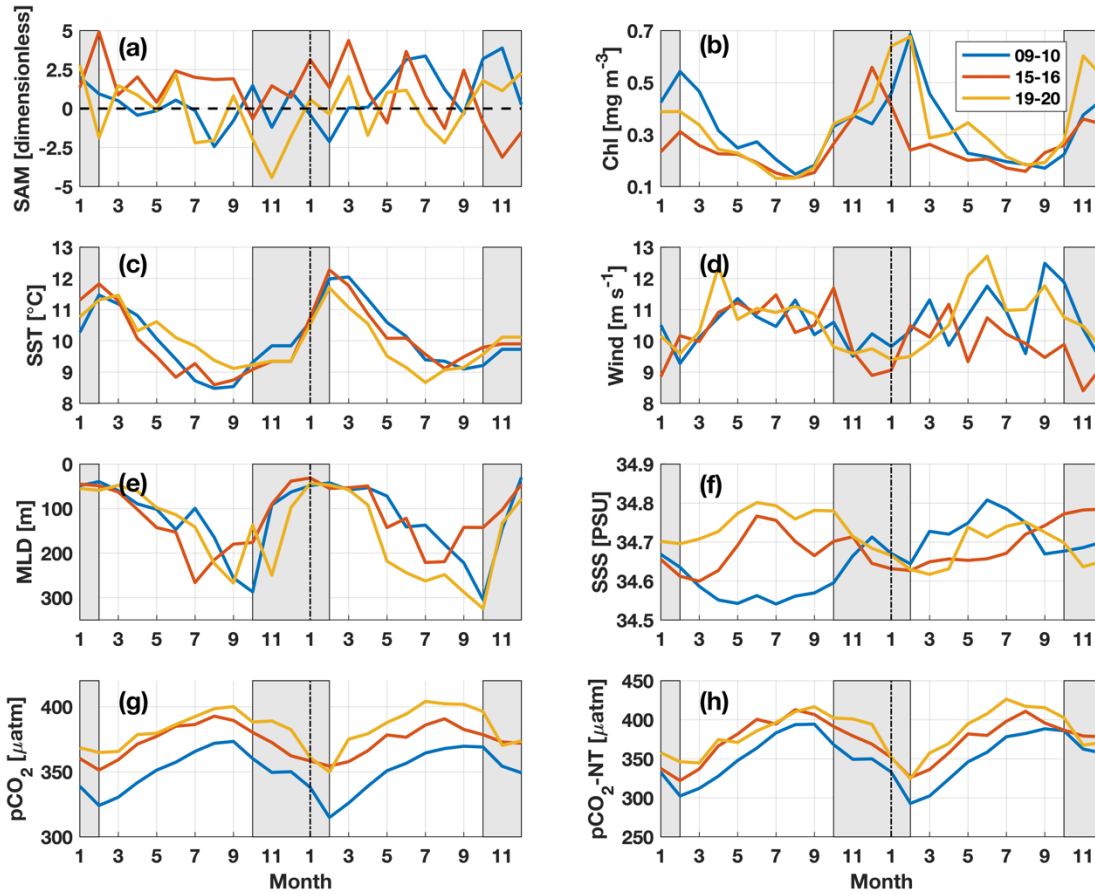 (a)
SAM [dimensionless]
5
2.5
0
-2.5
-5
1 3 5 7 9 11 1 3 5 7 9 11
(b)
Chl [mg m-3]
0.7
0.5
0.3
0.1
09-10
15-16
19-20
1 3 5 7 9 11 1 3 5 7 9 11
(c)
SST [°C]
13
12
11
10
9
8
1 3 5 7 9 11 1 3 5 7 9 11
(d)
Wind [m s-1]
13
12
11
10
9
8
1 3 5 7 9 11 1 3 5 7 9 11
(e)
MLD [m]
0
100
200
300
1 3 5 7 9 11 1 3 5 7 9 11
(f)
SSS [PSU]
34.9
34.8
34.7
34.6
34.5
1 3 5 7 9 11 1 3 5 7 9 11
(g)
pCO2 [μatm]
400
350
300
1 3 5 7 9 11 1 3 5 7 9 11
Month
(h)
pCO2-NT [μatm]
450
400
350
300
250
1 3 5 7 9 11 1 3 5 7 9 11
Month